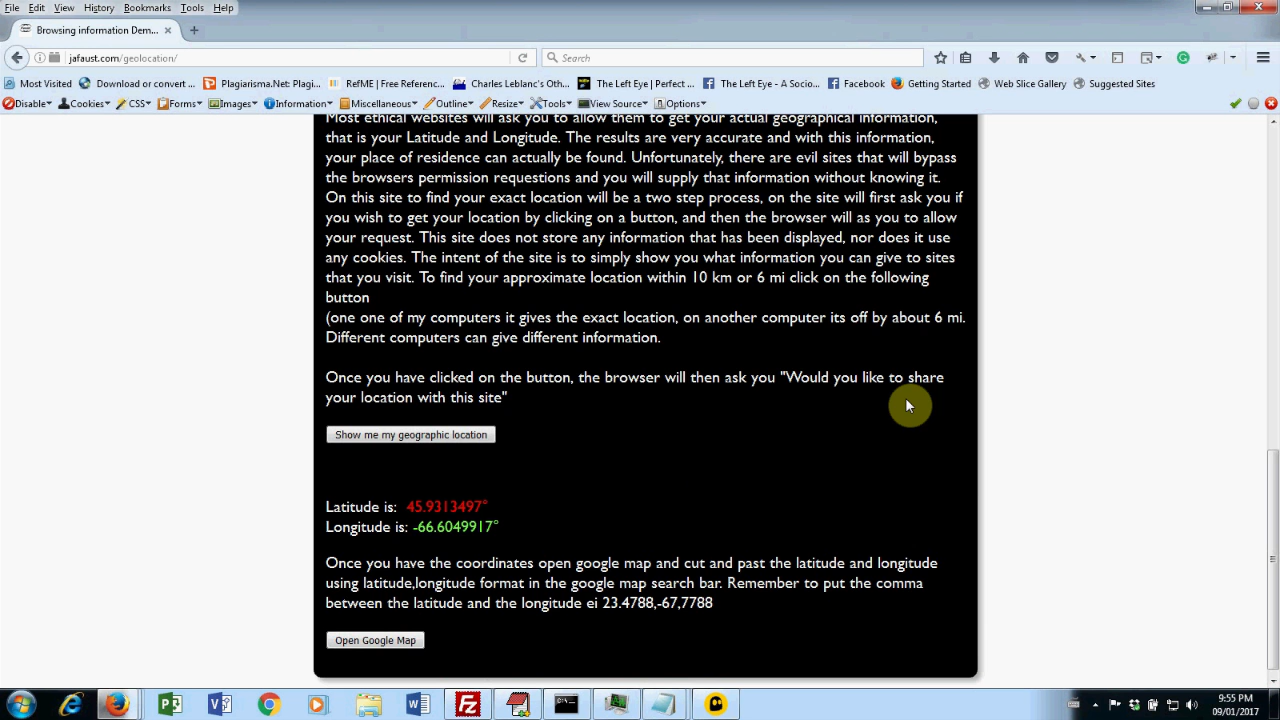 File Edit View History Bookmarks Tools Help
Browsing information Dem...
jafaust.com/geolocation/
Search
Most Visited Download or convert ... Plagiarisma.Net: Plagi... RefME | Free Referenc... Charles Leblanc's Oth... The Left Eye | Perfect ... The Left Eye - A Socio... Facebook Getting Started Web Slice Gallery Suggested Sites
Disable Cookies CSS Forms Images Information Miscellaneous Outline Resize Tools View Source Options
Most ethical websites will ask you to allow them to get your actual geographical information,
that is your Latitude and Longitude. The results are very accurate and with this information,
your place of residence can actually be found. Unfortunately, there are evil sites that will bypass
the browsers permission requestions and you will supply that information without knowing it.
On this site to find your exact location will be a two step process, on the site will first ask you if
you wish to get your location by clicking on a button, and then the browser will as you to allow
your request. This site does not store any information that has been displayed, nor does it use
any cookies. The intent of the site is to simply show you what information you can give to sites
that you visit. To find your approximate location within 10 km or 6 mi click on the following
button
(one one of my computers it gives the exact location, on another computer its off by about 6 mi.
Different computers can give different information.
Once you have clicked on the button, the browser will then ask you "Would you like to share
your location with this site"
Show me my geographic location
Latitude is: 45.9313497°
Longitude is: -66.6049917°
Once you have the coordinates open google map and cut and past the latitude and longitude
using latitude,longitude format in the google map search bar. Remember to put the comma
between the latitude and the longitude ei 23.4788,-67,7788
Open Google Map
9:55 PM
09/01/2017